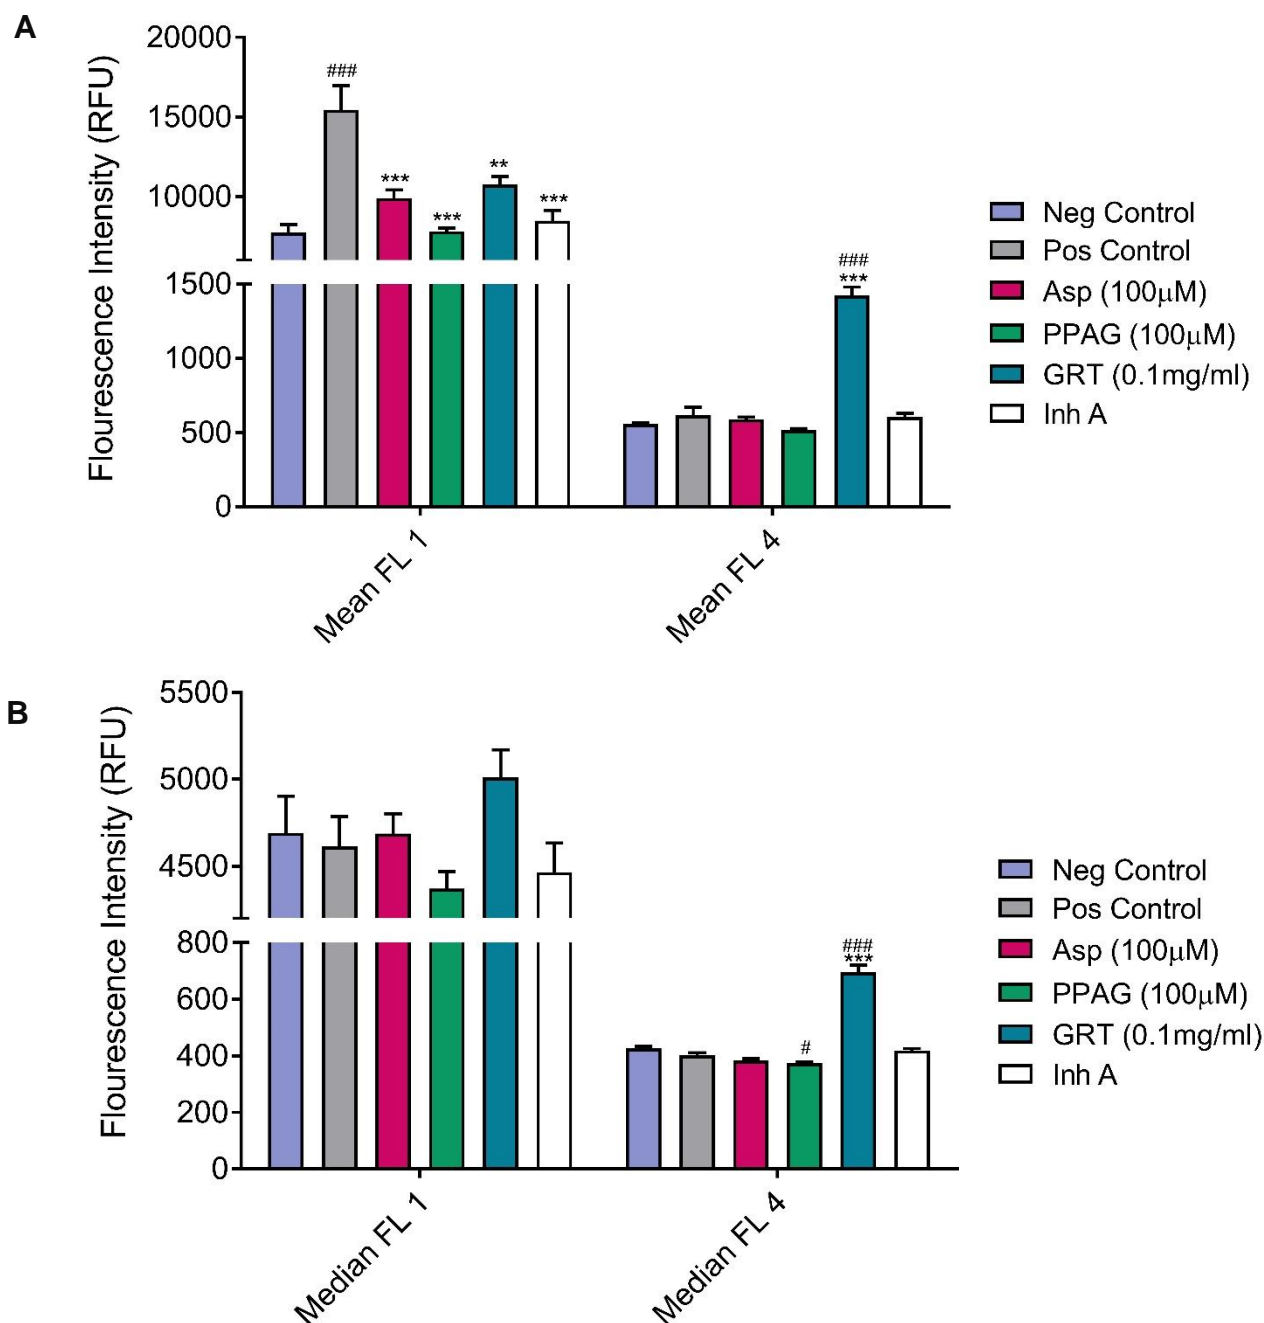 A
Flourescence Intensity (RFU)
20000
15000
10000
1500
1000
500
0
###
***
***
**
***
###
***
Mean FL 1
Mean FL 4
Neg Control
Pos Control
Asp (100μM)
PPAG (100μM)
GRT (0.1mg/ml)
Inh A
B
Flourescence Intensity (RFU)
5500
5000
4500
800
600
400
200
0
#
###
***
Median FL 1
Median FL 4
Neg Control
Pos Control
Asp (100μM)
PPAG (100μM)
GRT (0.1mg/ml)
Inh A